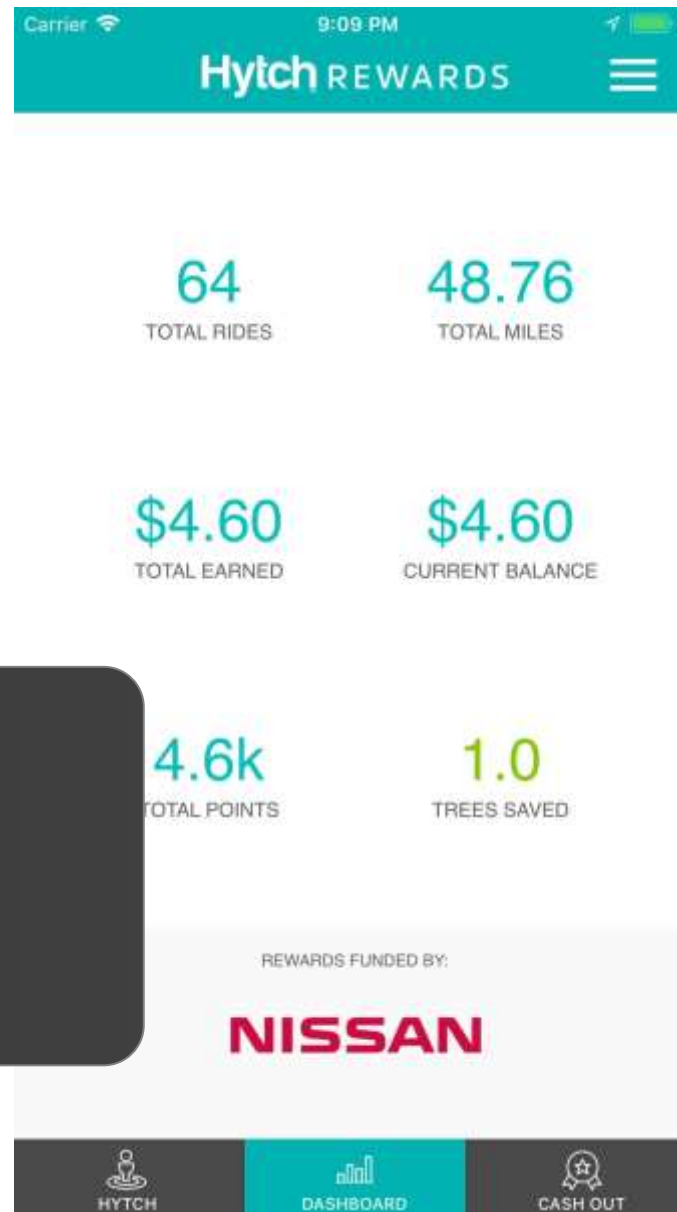 Carrier 9:09 PM
Hytch REWARDS
64 48.76
TOTAL RIDES TOTAL MILES
$4.60 $4.60
TOTAL EARNED CURRENT BALANCE
4.6k 1.0
TOTAL POINTS TREES SAVED
REWARDS FUNDED BY:
NISSAN
HYTCH DASHBOARD CASH OUT